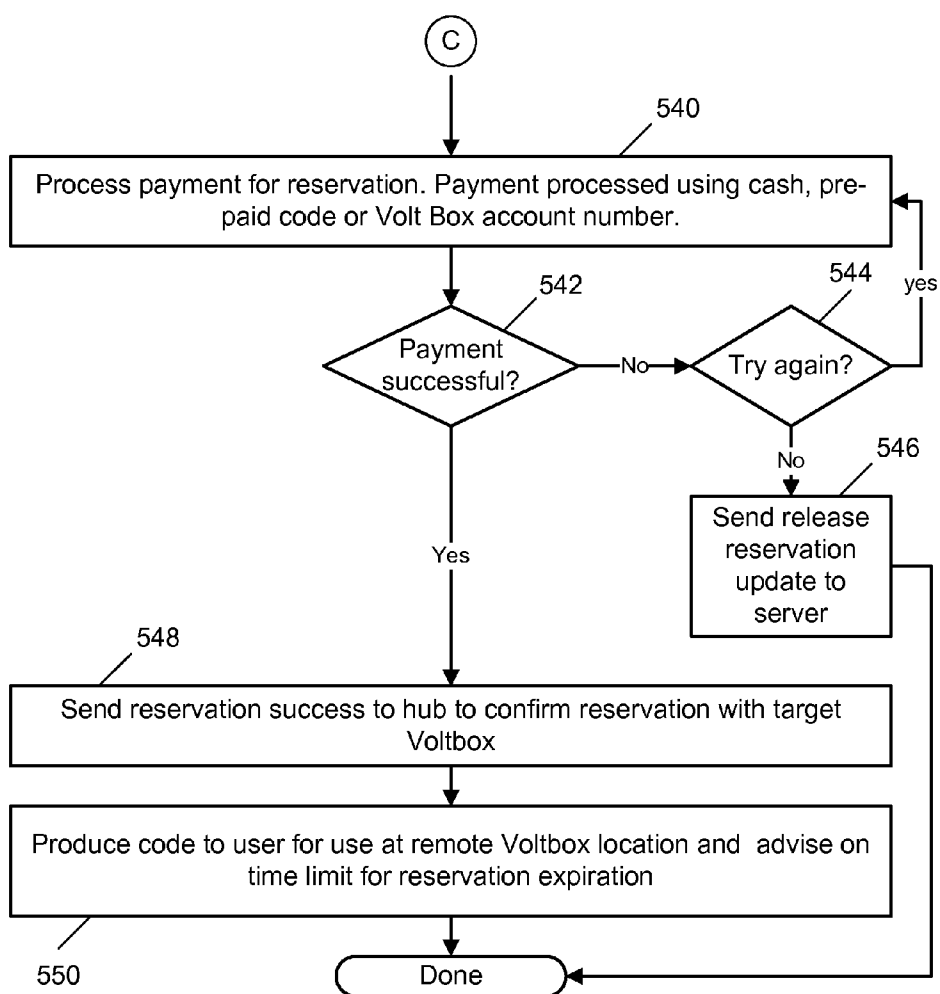 C
540
Process payment for reservation. Payment processed using cash, pre-
paid code or Volt Box account number.
542
544
yes
Payment
successful?
No
Try again?
No
546
Send release
reservation
update to
server
Yes
548
Send reservation success to hub to confirm reservation with target
Voltbox
Produce code to user for use at remote Voltbox location and advise on
time limit for reservation expiration
550
Done